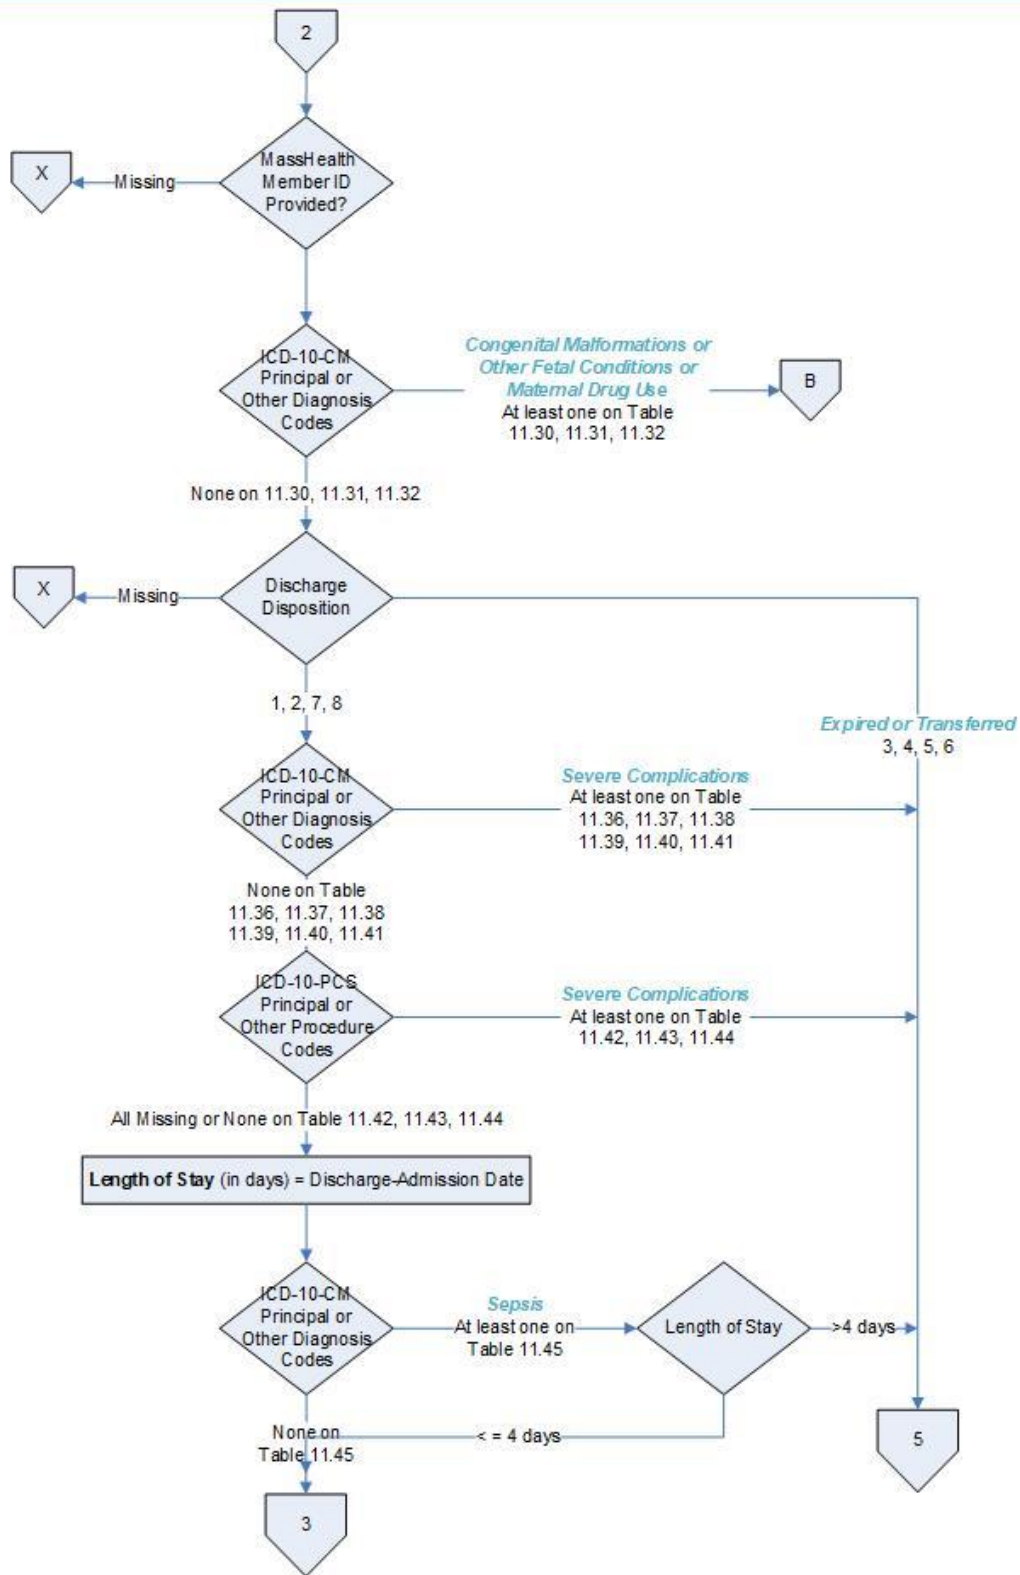 2
MassHealth
Member ID
Provided?
Missing
X
ICD-10-CM
Principal or
Other Diagnosis
Codes
Congenital Malformations or
Other Fetal Conditions or
Maternal Drug Use
At least one on Table
11.30, 11.31, 11.32
B
None on 11.30, 11.31, 11.32
Discharge
Disposition
Missing
X
1, 2, 7, 8
Expired or Transferred
3, 4, 5, 6
ICD-10-CM
Principal or
Other Diagnosis
Codes
Severe Complications
At least one on Table
11.36, 11.37, 11.38
11.39, 11.40, 11.41
None on Table
11.36, 11.37, 11.38
11.39, 11.40, 11.41
ICD-10-PCS
Principal or
Other Procedure
Codes
Severe Complications
At least one on Table
11.42, 11.43, 11.44
All Missing or None on Table 11.42, 11.43, 11.44
Length of Stay (in days) = Discharge-Admission Date
ICD-10-CM
Principal or
Other Diagnosis
Codes
Sepsis
At least one on
Table 11.45
Length of Stay
>4 days
None on
Table 11.45
< = 4 days
5
3